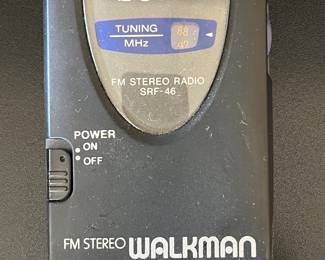 TUNING
MHz
88
FM STEREO RADIO
SRF-46
POWER
ON
OFF
FM STEREO WALKMAN